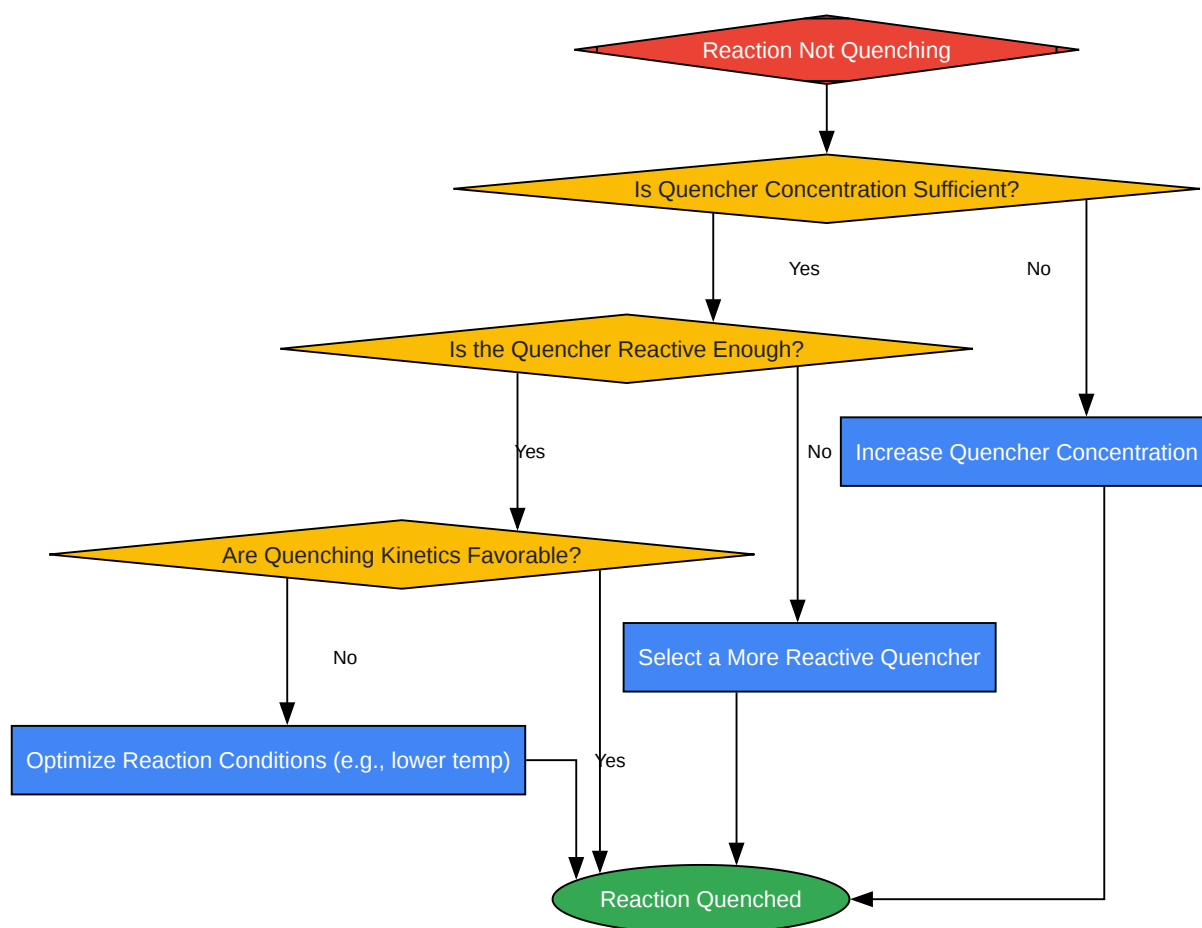 Reaction Not Quenching
Is Quencher Concentration Sufficient?
Yes
No
Is the Quencher Reactive Enough?
Yes
No
Increase Quencher Concentration
Are Quenching Kinetics Favorable?
No
Select a More Reactive Quencher
Optimize Reaction Conditions (e.g., lower temp)
Yes
Reaction Quenched